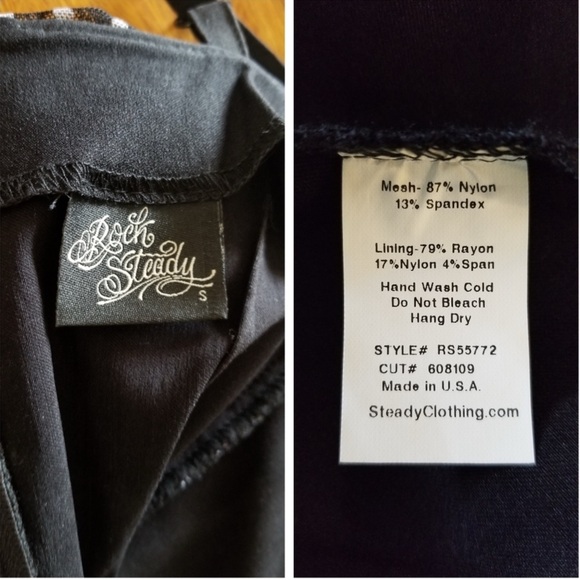 Rock
Steady
S
Mesh- 87% Nylon
13% Spandex
Lining-79% Rayon
17%Nylon 4%Span
Hand Wash Cold
Do Not Bleach
Hang Dry
STYLE# RS55772
CUT# 608109
Made in U.S.A.
SteadyClothing.com